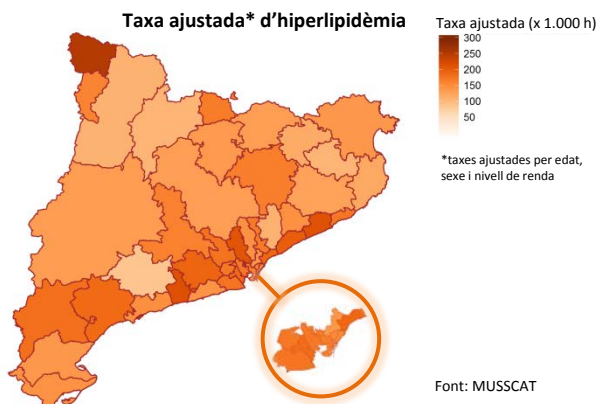 Taxa ajustada* d'hiperlipidèmia
Taxa ajustada (x 1.000 h)
300
250
200
150
100
50
*taxes ajustades per edat,
sexe i nivell de renda
Font: MUSSCAT